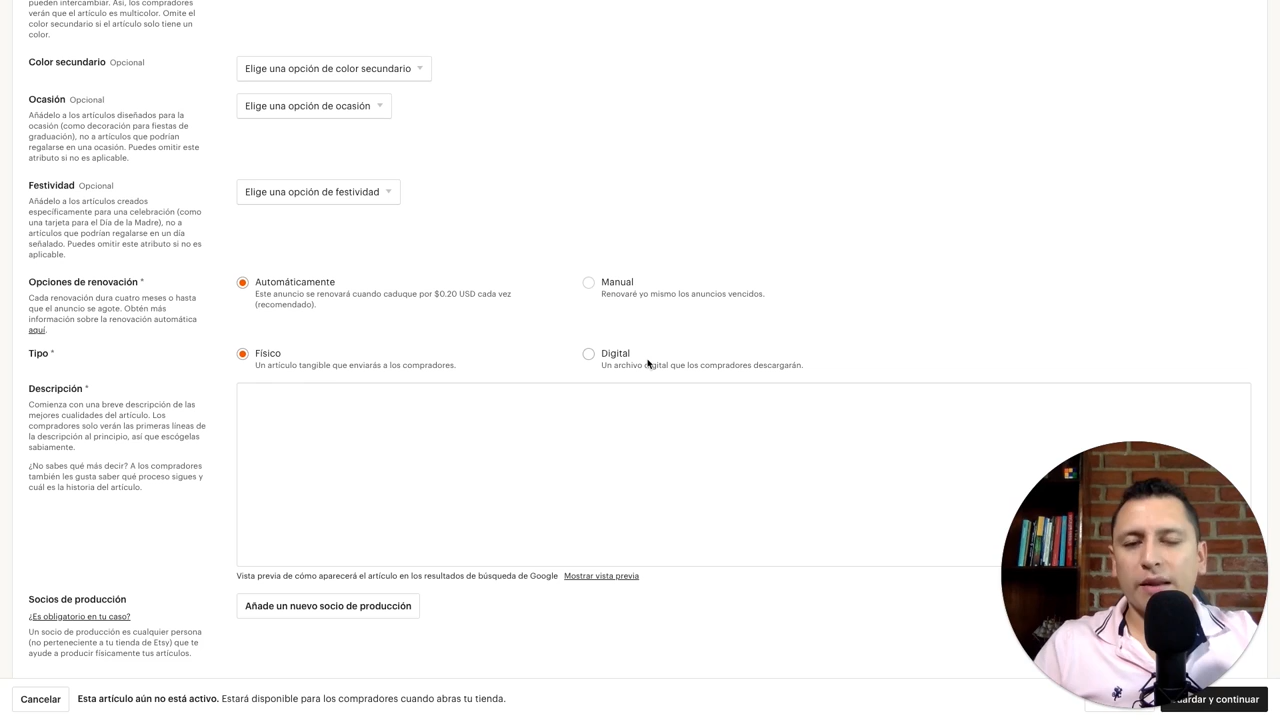 pueden intercambiar. Así, los compradores
verán que el artículo es multicolor. Omite el
color secundario si el artículo solo tiene un
color.
Color secundario Opcional
Elige una opción de color secundario
Ocasión Opcional
Elige una opción de ocasión
Añádelo a los artículos diseñados para la
ocasión (como decoración para fiestas de
graduación), no a artículos que podrían
regalarse en una ocasión. Puedes omitir este
atributo si no es aplicable.
Festividad Opcional
Elige una opción de festividad
Añádelo a los artículos creados
específicamente para una celebración (como
una tarjeta para el Día de la Madre), no a
artículos que podrían regalarse en un día
señalado. Puedes omitir este atributo si no es
aplicable.
Opciones de renovación *
Cada renovación dura cuatro meses o hasta
que el anuncio se agote. Obtén más
información sobre la renovación automática
aquí.
Automáticamente
Este anuncio se renovará cuando caduque por $0.20 USD cada vez
(recomendado).
Manual
Renovaré yo mismo los anuncios vencidos.
Tipo *
Físico
Un artículo tangible que enviarás a los compradores.
Digital
Un archivo digital que los compradores descargarán.
Descripción *
Comienza con una breve descripción de las
mejores cualidades del artículo. Los
compradores solo verán las primeras líneas de
la descripción al principio, así que escógelas
sabiamente.
¿No sabes qué más decir? A los compradores
también les gusta saber qué proceso sigues y
cuál es la historia del artículo.
Vista previa de cómo aparecerá el artículo en los resultados de búsqueda de Google Mostrar vista previa
Socios de producción
¿Es obligatorio en tu caso?
Un socio de producción es cualquier persona
(no perteneciente a tu tienda de Etsy) que te
ayude a producir físicamente tus artículos.
Añade un nuevo socio de producción
Cancelar
Esta artículo aún no está activo. Estará disponible para los compradores cuando abras tu tienda.
y continuar